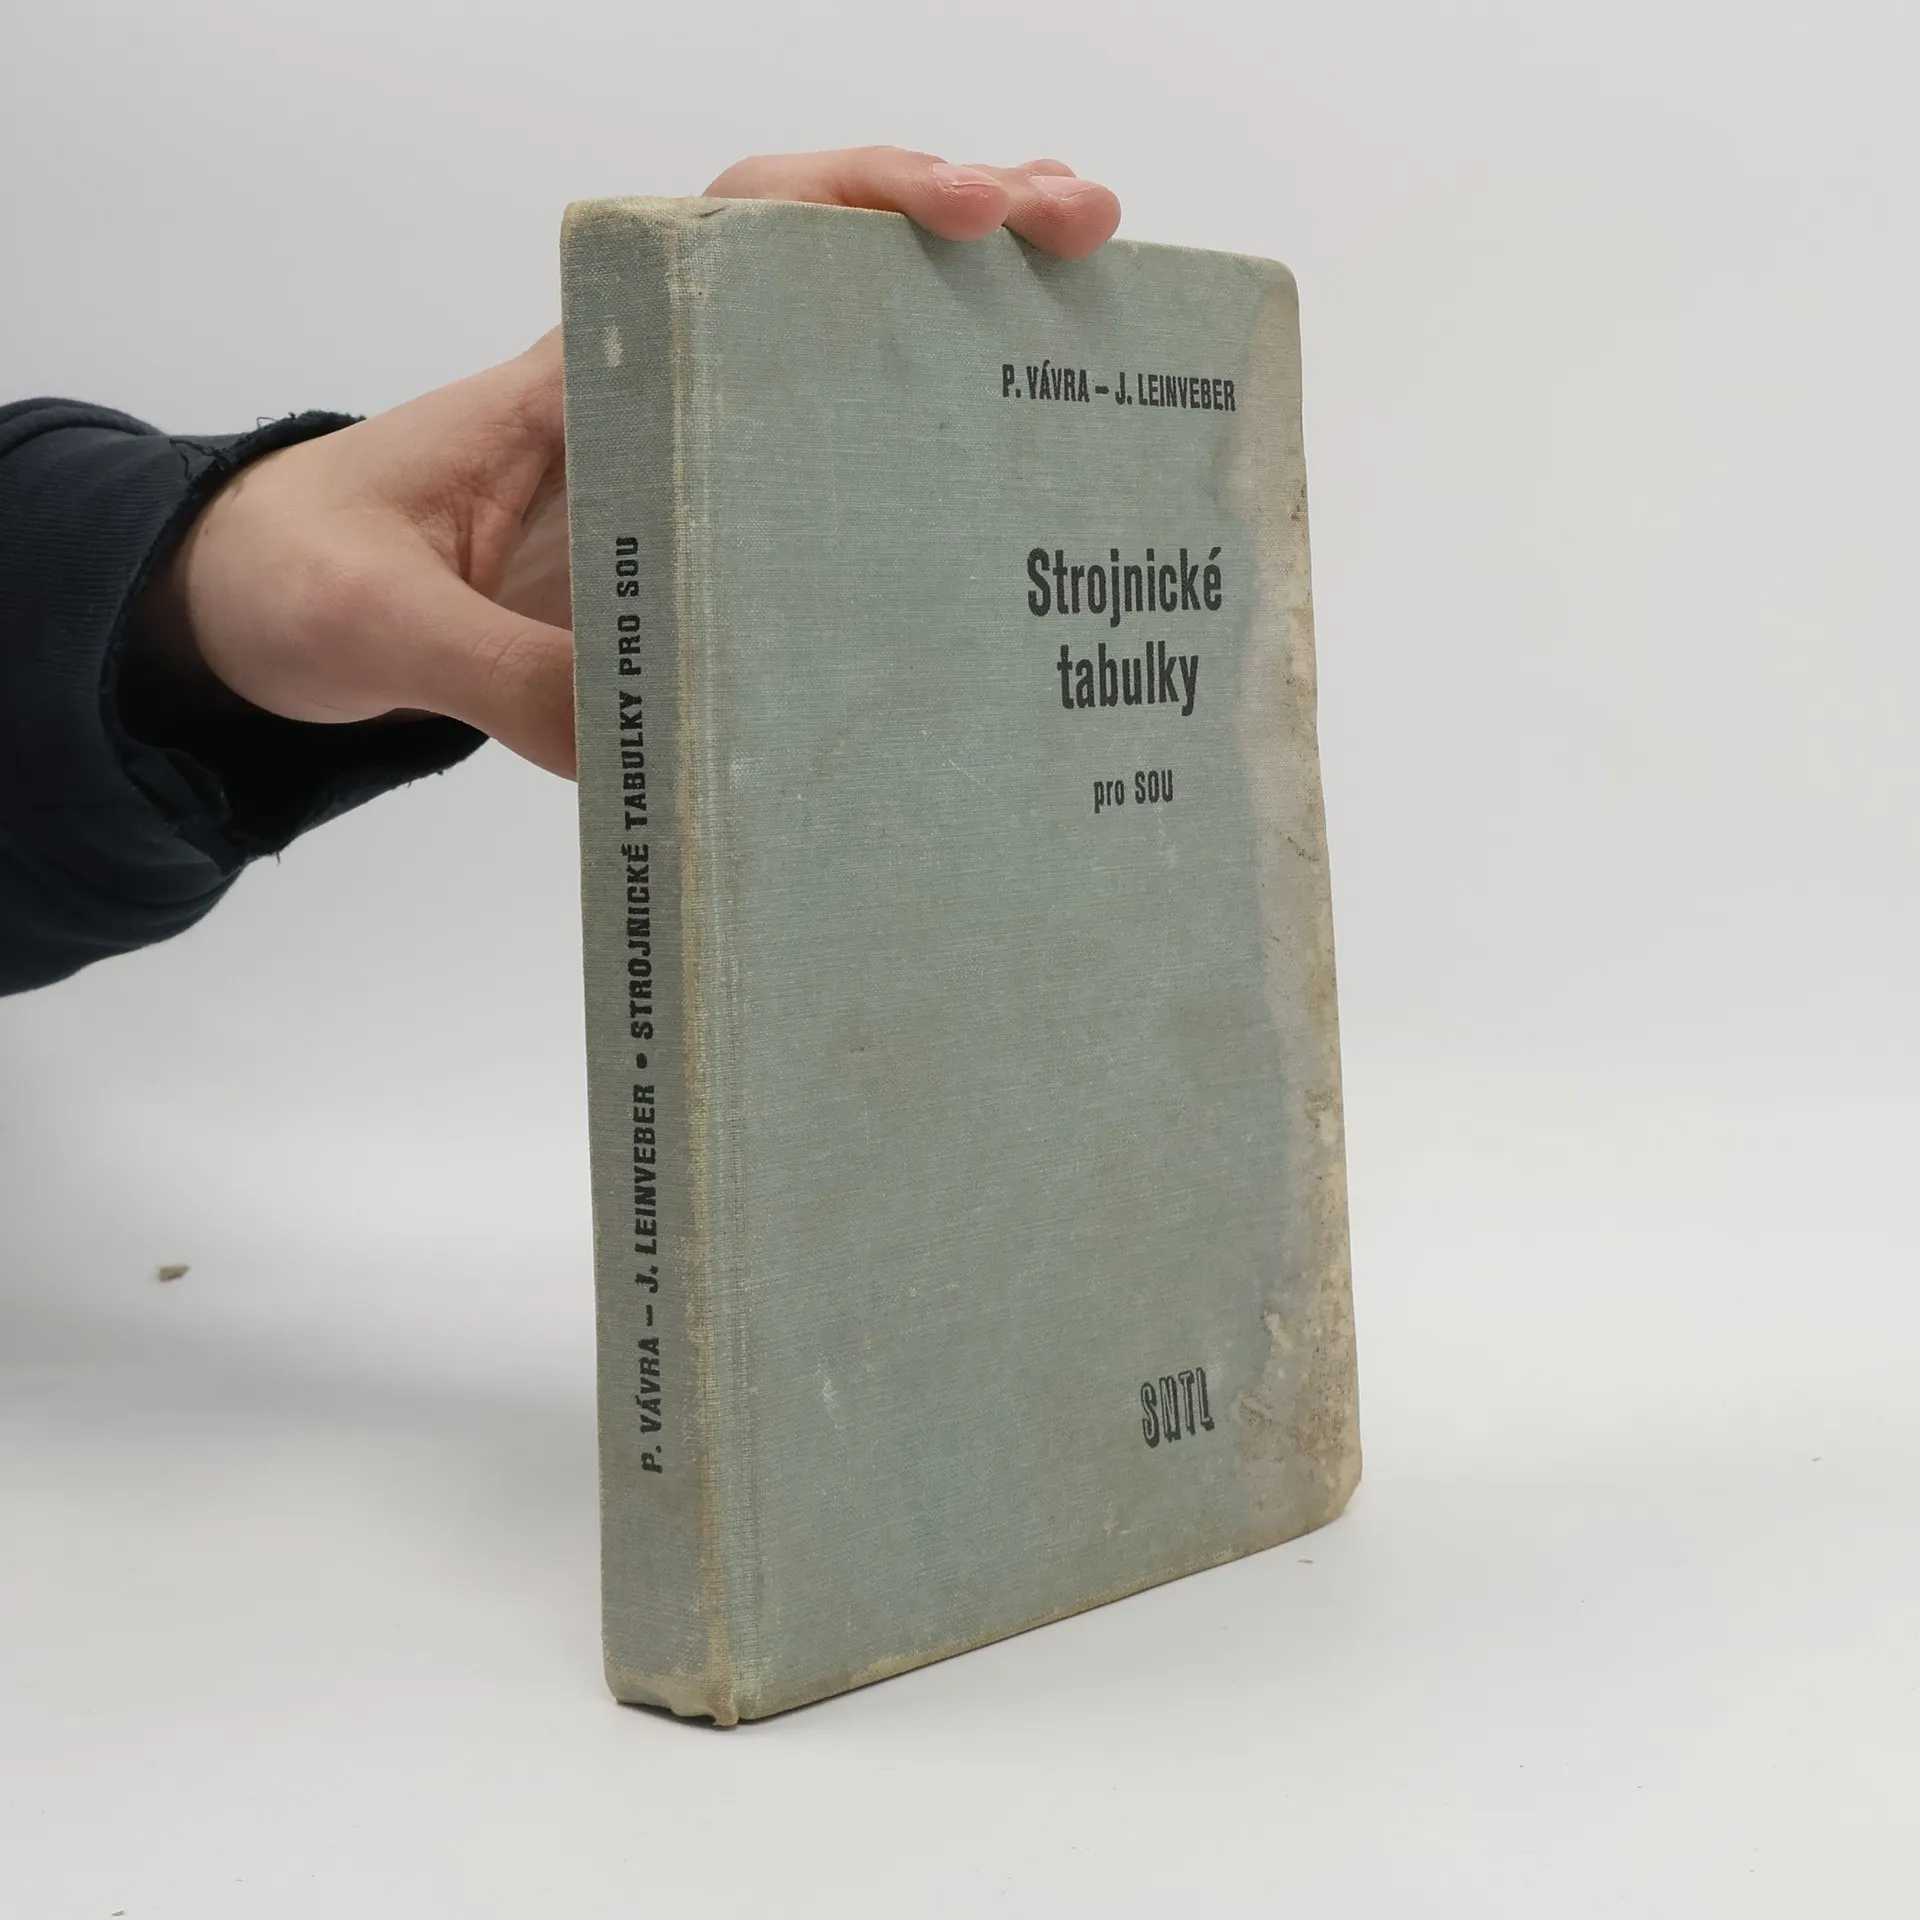 P. VÁVRA – J. LEINVEBER • STROJNICKÉ TABULKY PRO SOU
P. VÁVRA – J. LEINVEBER
Strojnické
tabulky
pro SOU
SNTL